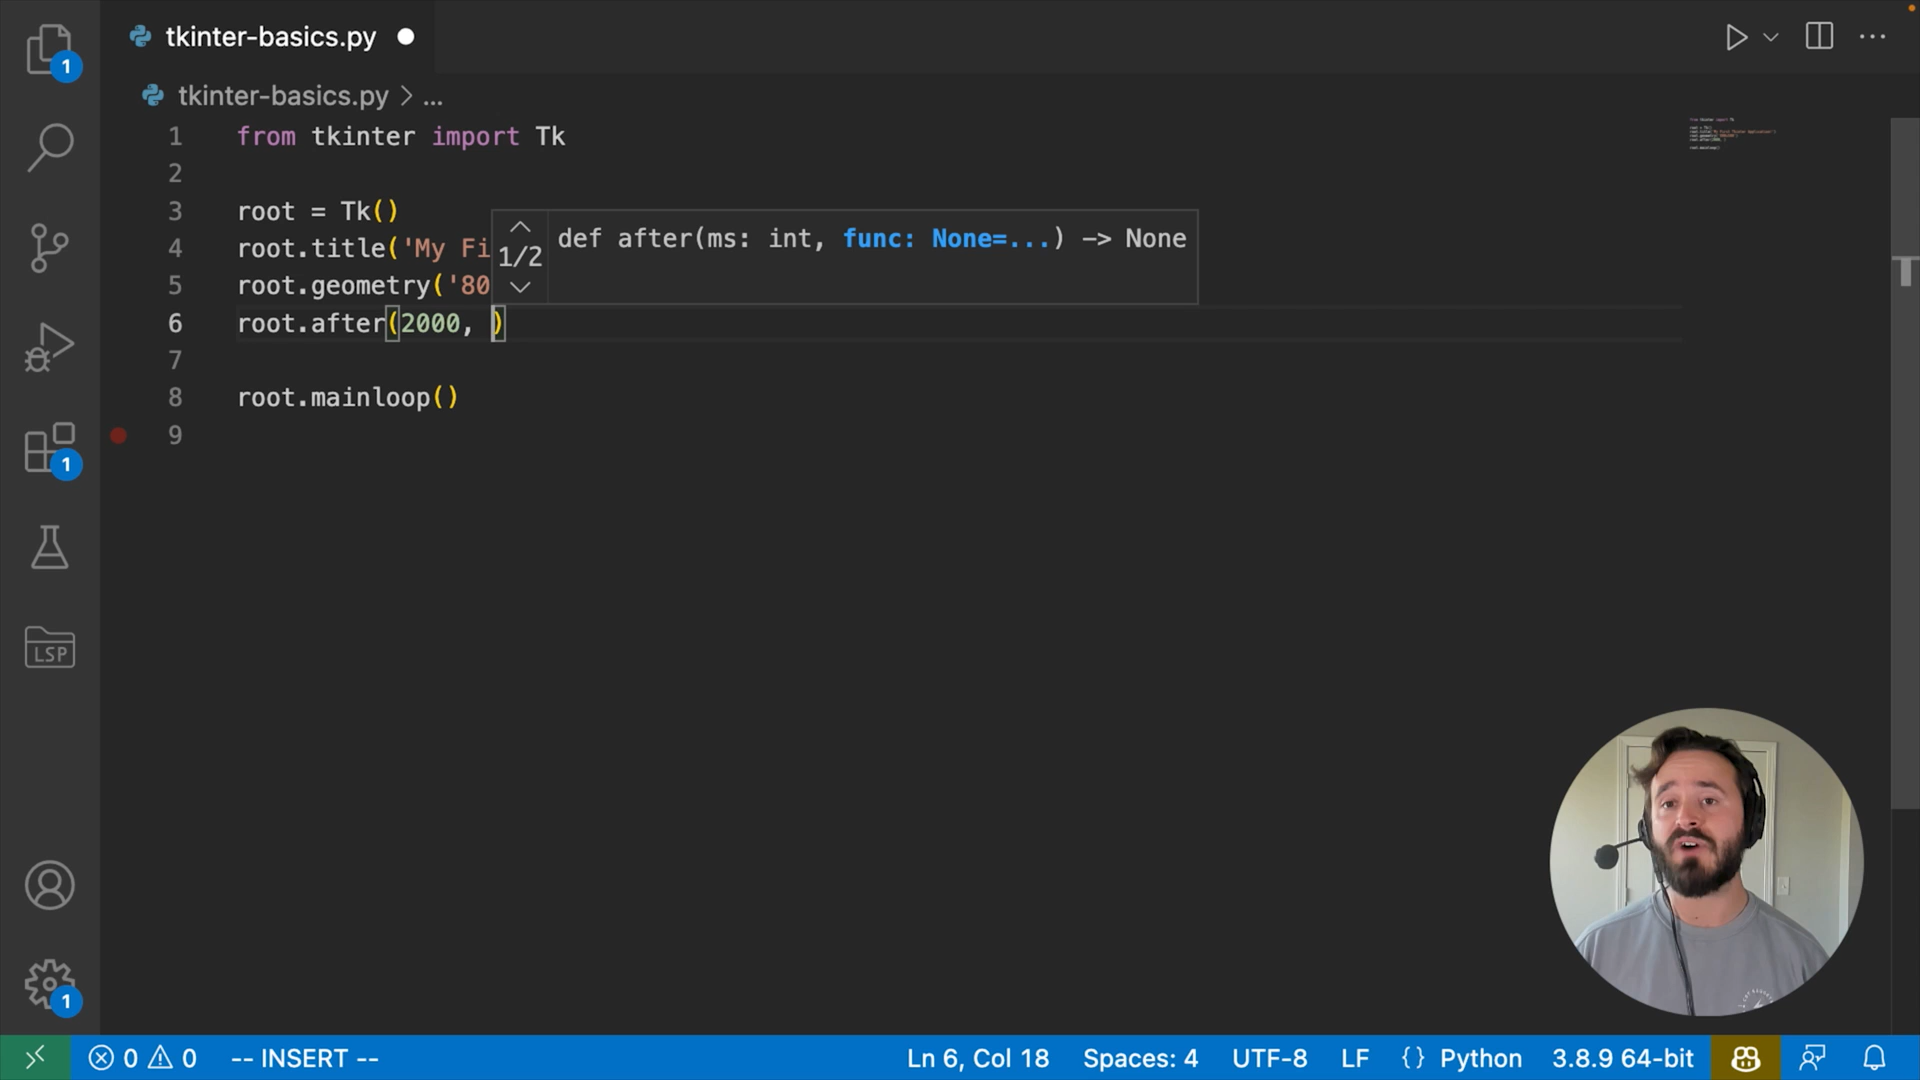 tkinter-basics.py
1
tkinter-basics.py > ...
1 from tkinter import Tk
2
3 root = Tk()
4 root.title('My Fi
5 root.geometry('80
1/2 def after(ms: int, func: None=...) -> None
6 root.after(2000, )
7
8 root.mainloop()
9
1
LSP
1
0 0 -- INSERT -- Ln 6, Col 18 Spaces: 4 UTF-8 LF {} Python 3.8.9 64-bit